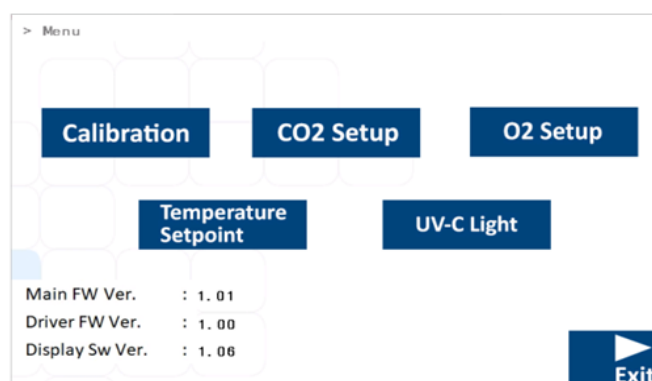 > Menu
Calibration
CO2 Setup
O2 Setup
Temperature
Setpoint
UV-C Light
Main FW Ver. : 1.01
Driver FW Ver. : 1.00
Display Sw Ver. : 1.06
Exit